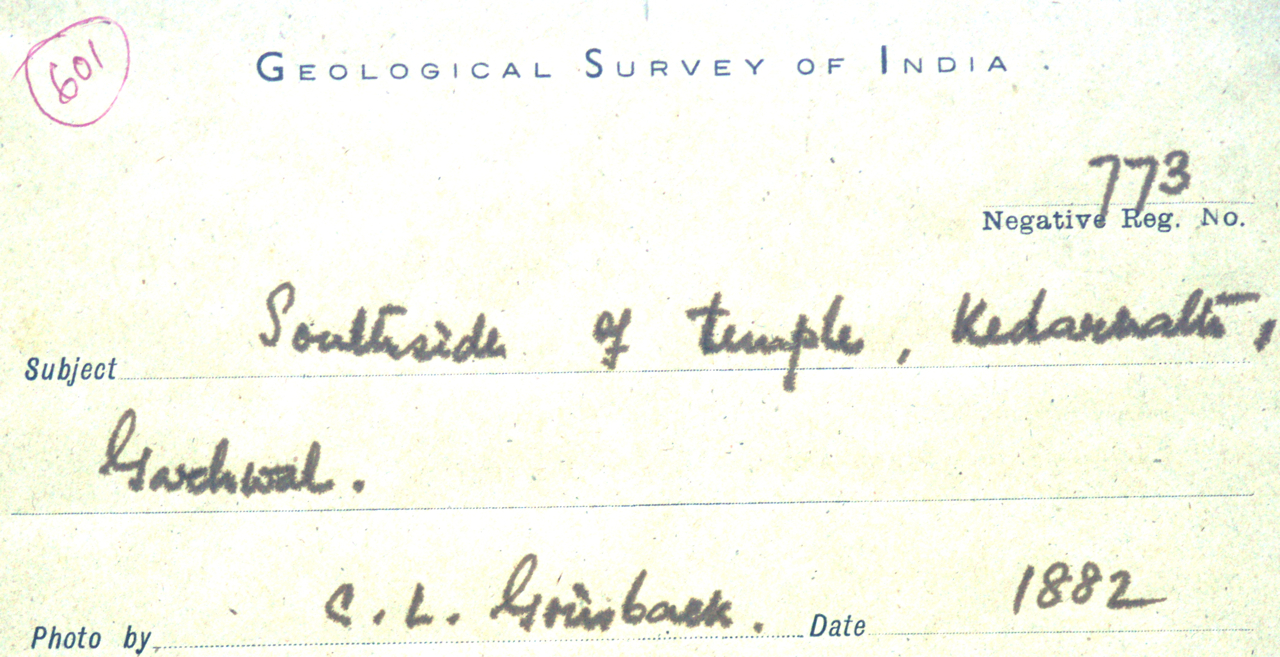 601
GEOLOGICAL SURVEY OF INDIA.
773
Negative Reg. No.
Subject Southside of temple, Kedarnath,
Garhwal.
Photo by C. L. Griesback. Date 1882